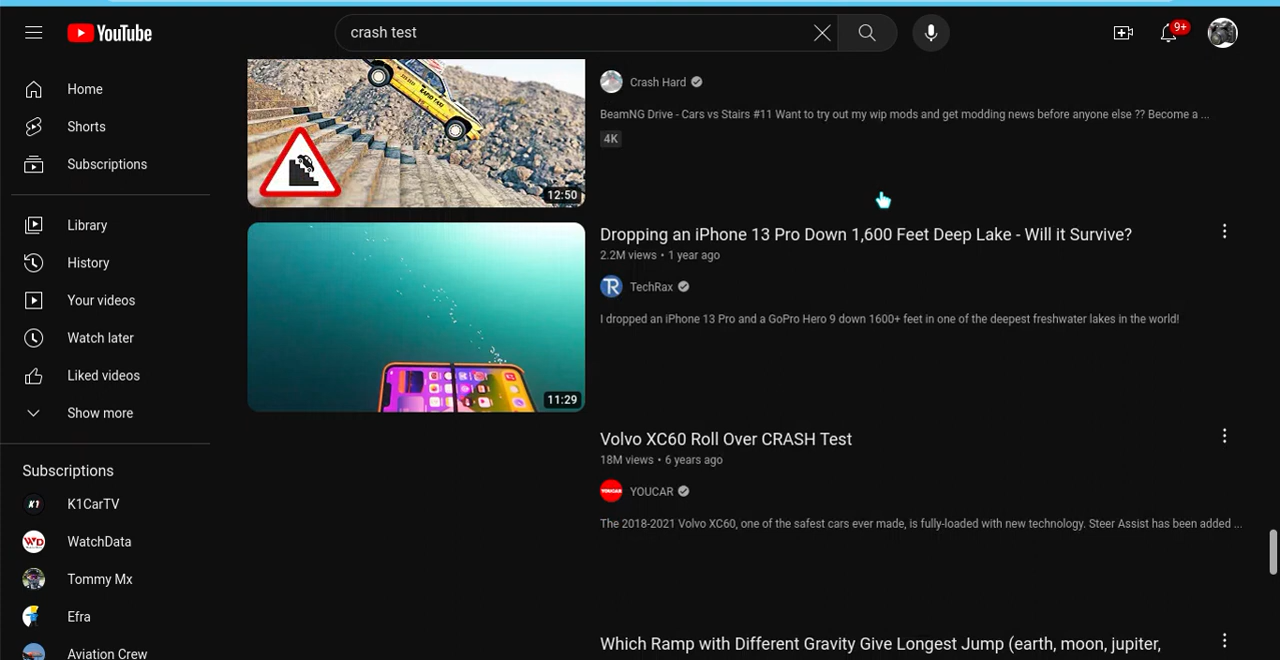 YouTube
crash test
9+
Home
Shorts
Subscriptions
Library
History
Your videos
Watch later
Liked videos
Show more
Subscriptions
K1
K1CarTV
WD
WatchData
Tommy Mx
Efra
Aviation Crew
RAPID TAXI
12:50
Crash Hard
BeamNG Drive - Cars vs Stairs #11 Want to try out my wip mods and get modding news before anyone else ?? Become a ...
4K
11:29
Dropping an iPhone 13 Pro Down 1,600 Feet Deep Lake - Will it Survive?
2.2M views • 1 year ago
TR
TechRax
I dropped an iPhone 13 Pro and a GoPro Hero 9 down 1600+ feet in one of the deepest freshwater lakes in the world!
Volvo XC60 Roll Over CRASH Test
18M views • 6 years ago
YOUCAR
YOUCAR
The 2018-2021 Volvo XC60, one of the safest cars ever made, is fully-loaded with new technology. Steer Assist has been added ...
Which Ramp with Different Gravity Give Longest Jump (earth, moon, jupiter,